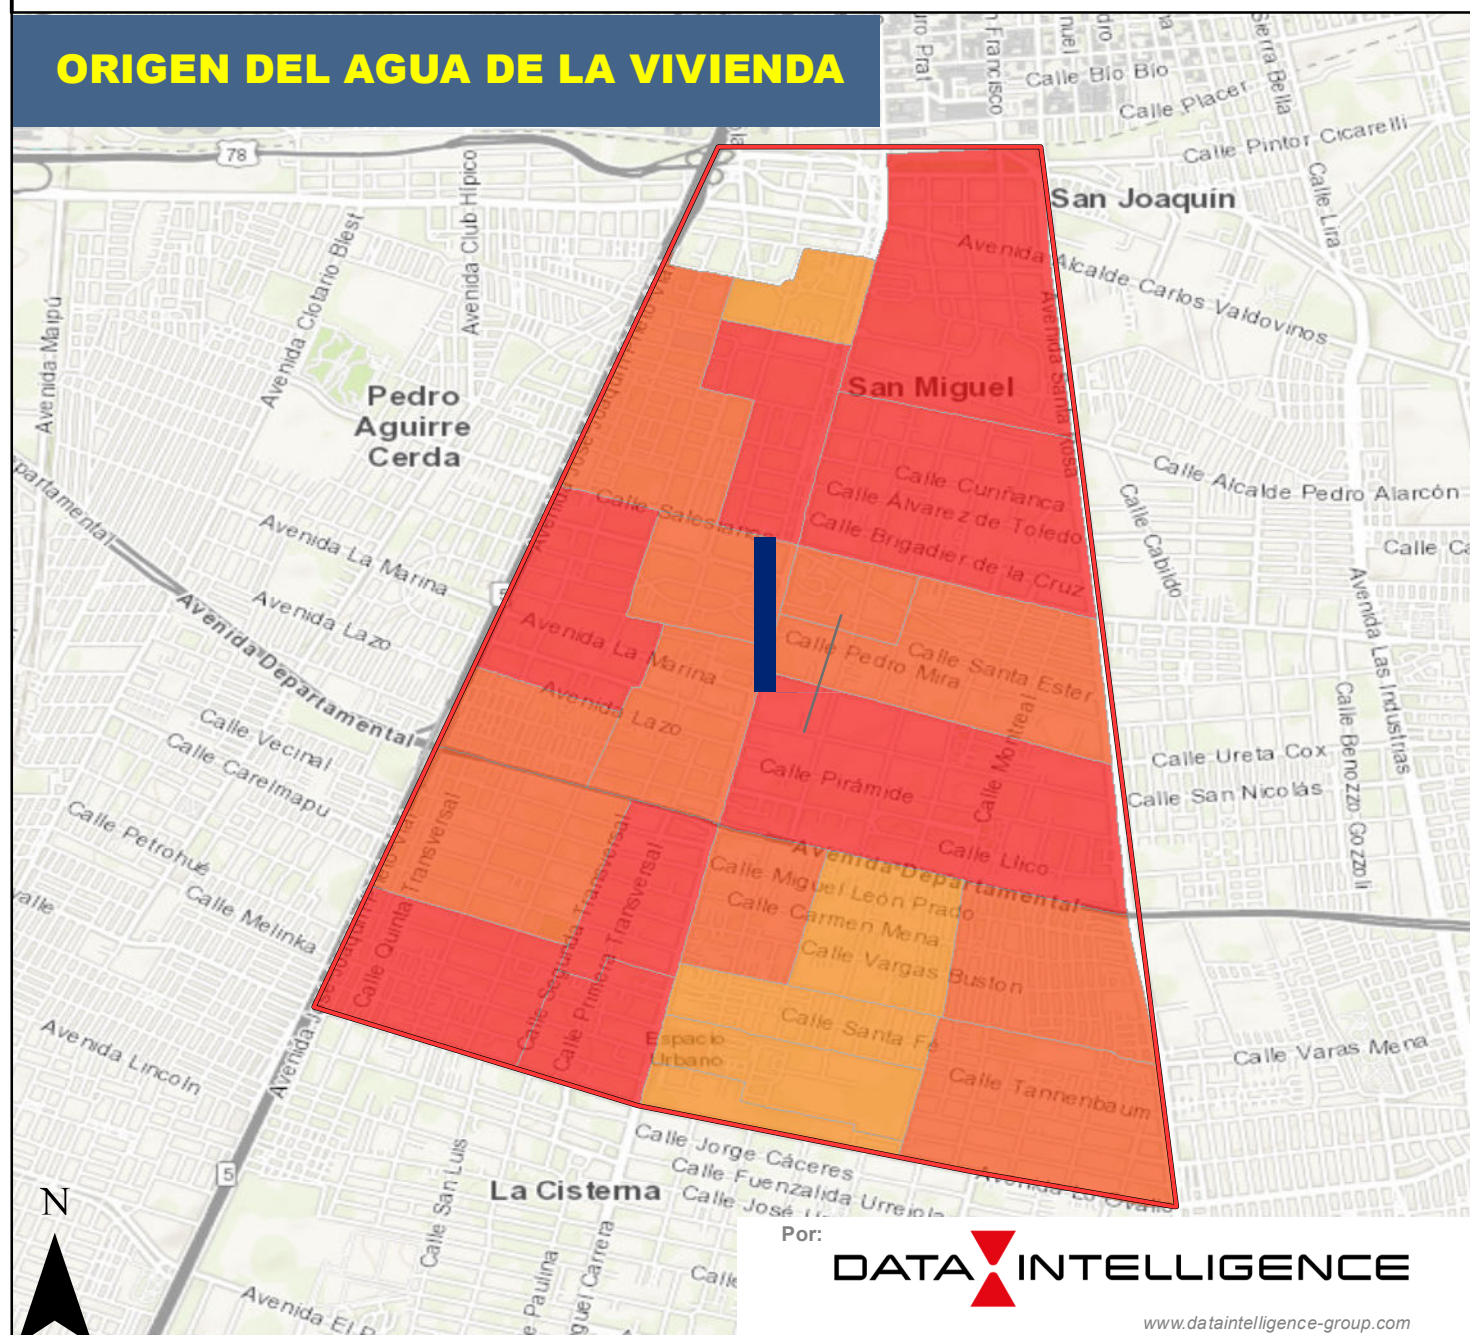 ORIGEN DEL AGUA DE LA VIVIENDA
Calle Bío Bío
Calle Placer
Sierra Bella
Calle Pintor Cicarelli
Calle Lira
78
Avenida Club Hípico
Avenida Clotario Blest
Avenida Maipú
San Joaquín
Avenida Alcalde Carlos Valdovinos
Avenida Santa Rosa
San Miguel
Pedro
Aguirre
Cerda
Calle Curiñanca
Calle Álvarez de Toledo
Calle Brigadier de la Cruz
Calle Alcalde Pedro Alarcón
Calle Cabildo
Calle Salesianos
Avenida La Marina
Avenida Lazo
Avenida Departamental
5
Avenida La Marina
Avenida Lazo
Calle Pedro Mira
Calle Santa Ester
Calle Montreal
Avenida Las Industrias
Calle Benozzo Gozzoli
Calle Ureta Cox
Calle San Nicolás
Calle Vecinal
Calle Carelmapu
Calle Petrohué
Calle Melinka
Calle Pirámide
Calle Llico
Avenida Departamental
Calle Miguel León Prado
Calle Carmen Mena
Calle Vargas Buston
Calle Quinta Transversal
Calle Segunda Transversal
Calle Primera Transversal
Calle Santa Fe
Espacio
Urbano
Calle Tannenbaum
Calle Varas Mena
Avenida Lincoln
Calle Jorge Cáceres
Calle Fuenzalida Urrejola
Calle José
Avenida Lo Ovalle
La Cisterna
Calle San Luis
5
N
Por:
DATA INTELLIGENCE
www.dataintelligence-group.com